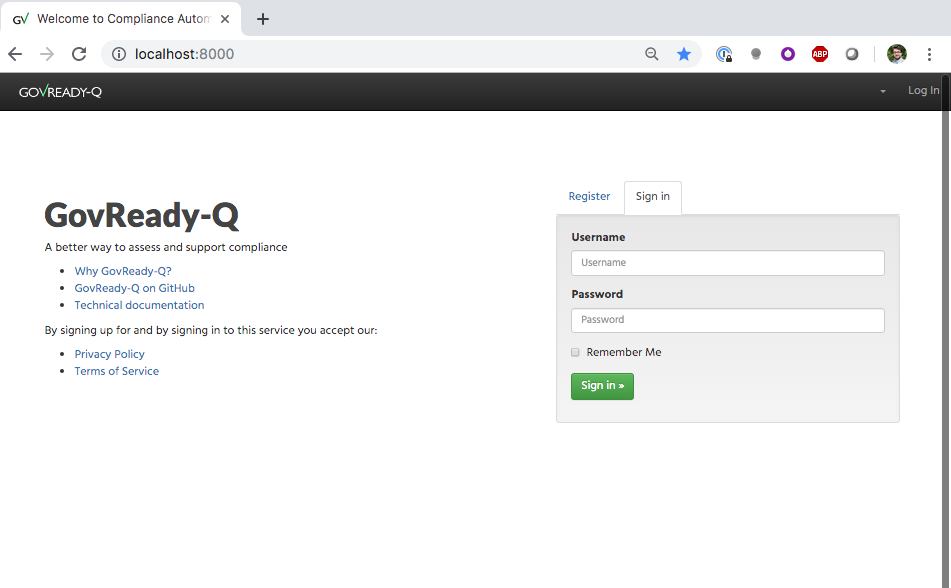 GV Welcome to Compliance Autom
localhost:8000
ABP
GOVREADY-Q
Log In
GovReady-Q
A better way to assess and support compliance
Why GovReady-Q?
GovReady-Q on GitHub
Technical documentation
By signing up for and by signing in to this service you accept our:
Privacy Policy
Terms of Service
Register Sign in
Username
Username
Password
Password
Remember Me
Sign in »